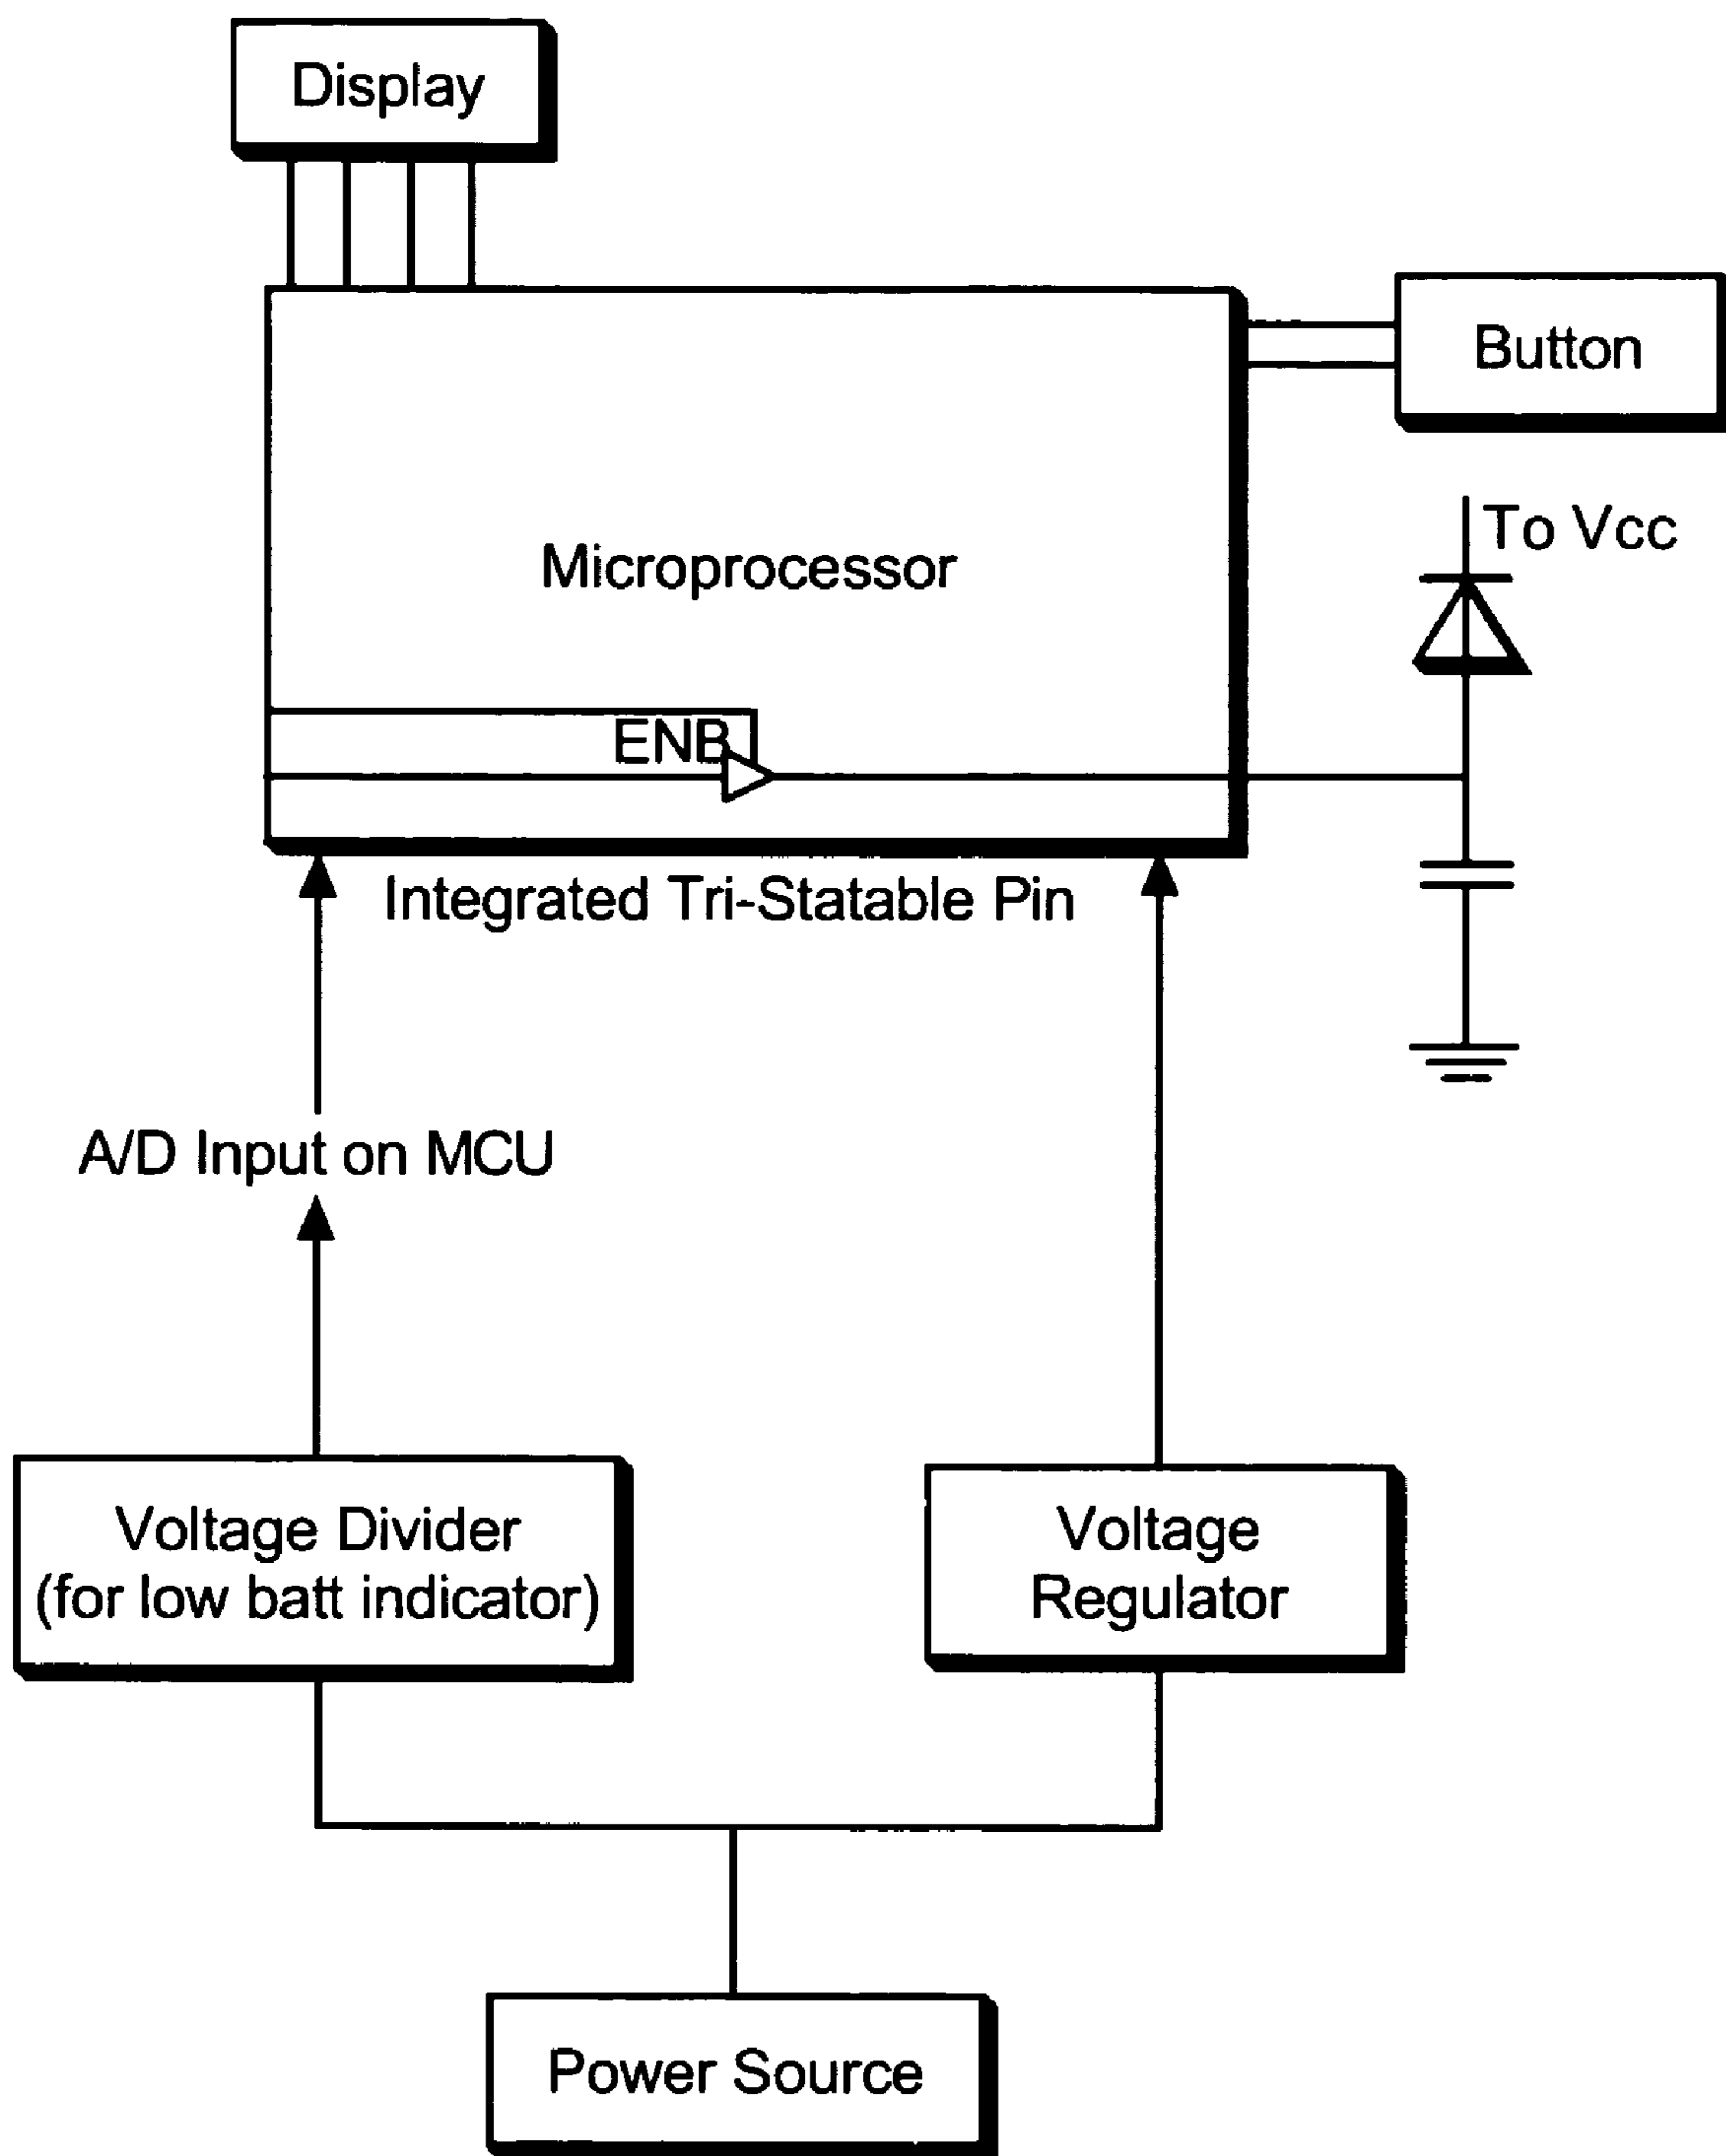 Display
Button
To Vcc
Microprocessor
ENB
Integrated Tri-Statable Pin
A/D Input on MCU
Voltage Divider
(for low batt indicator)
Voltage
Regulator
Power Source